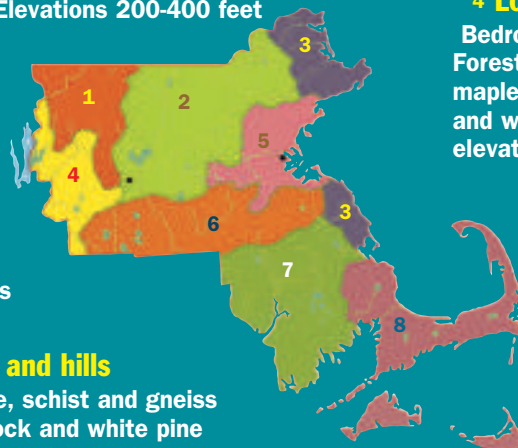 Elevations 200-400 feet
4
Bedro
Forest
maple
and w
elevat
3
1
2
5
4
3
6
7
8
s
and hills
e, schist and gneiss
ock and white pine